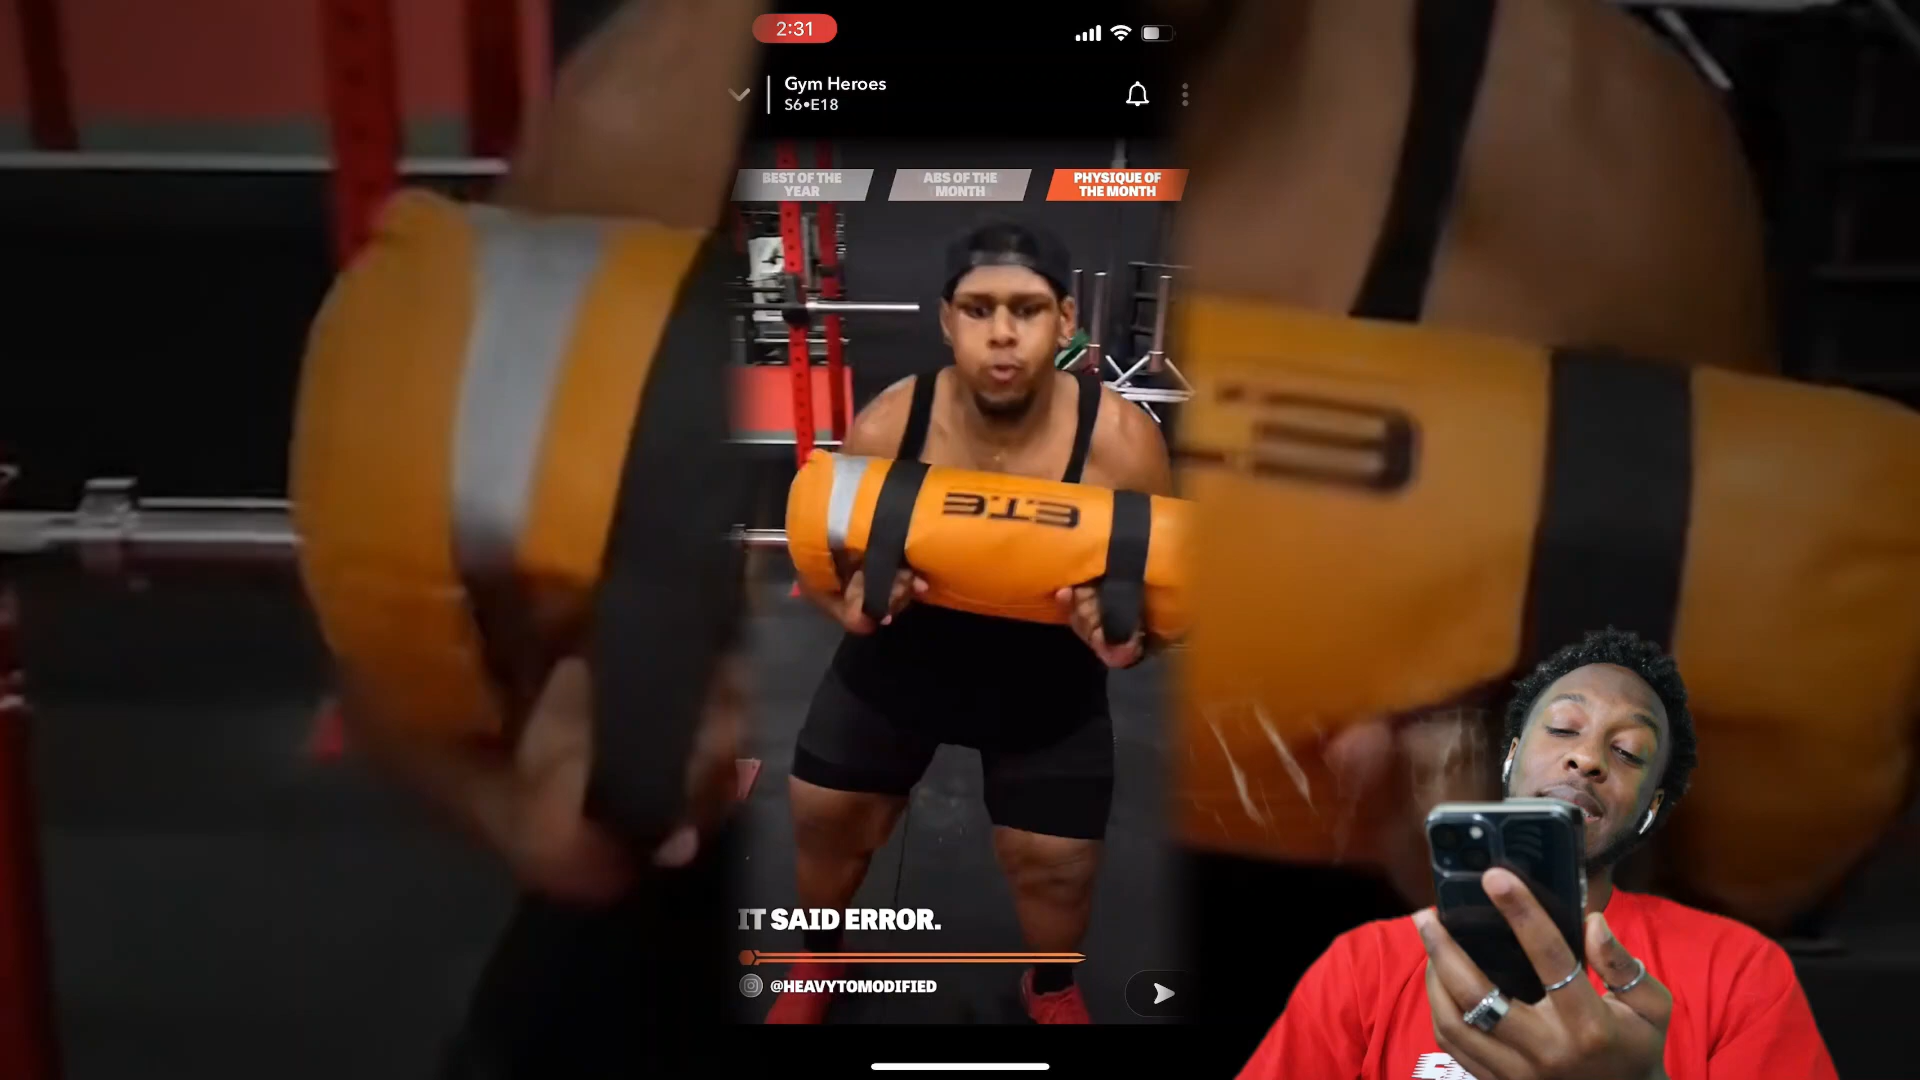 2:31
Gym Heroes
S6•E18
BEST OF THE
YEAR
ABS OF THE
MONTH
PHYSIQUE OF
THE MONTH
E.T.E
IT SAID ERROR.
@HEAVYTOMODIFIED